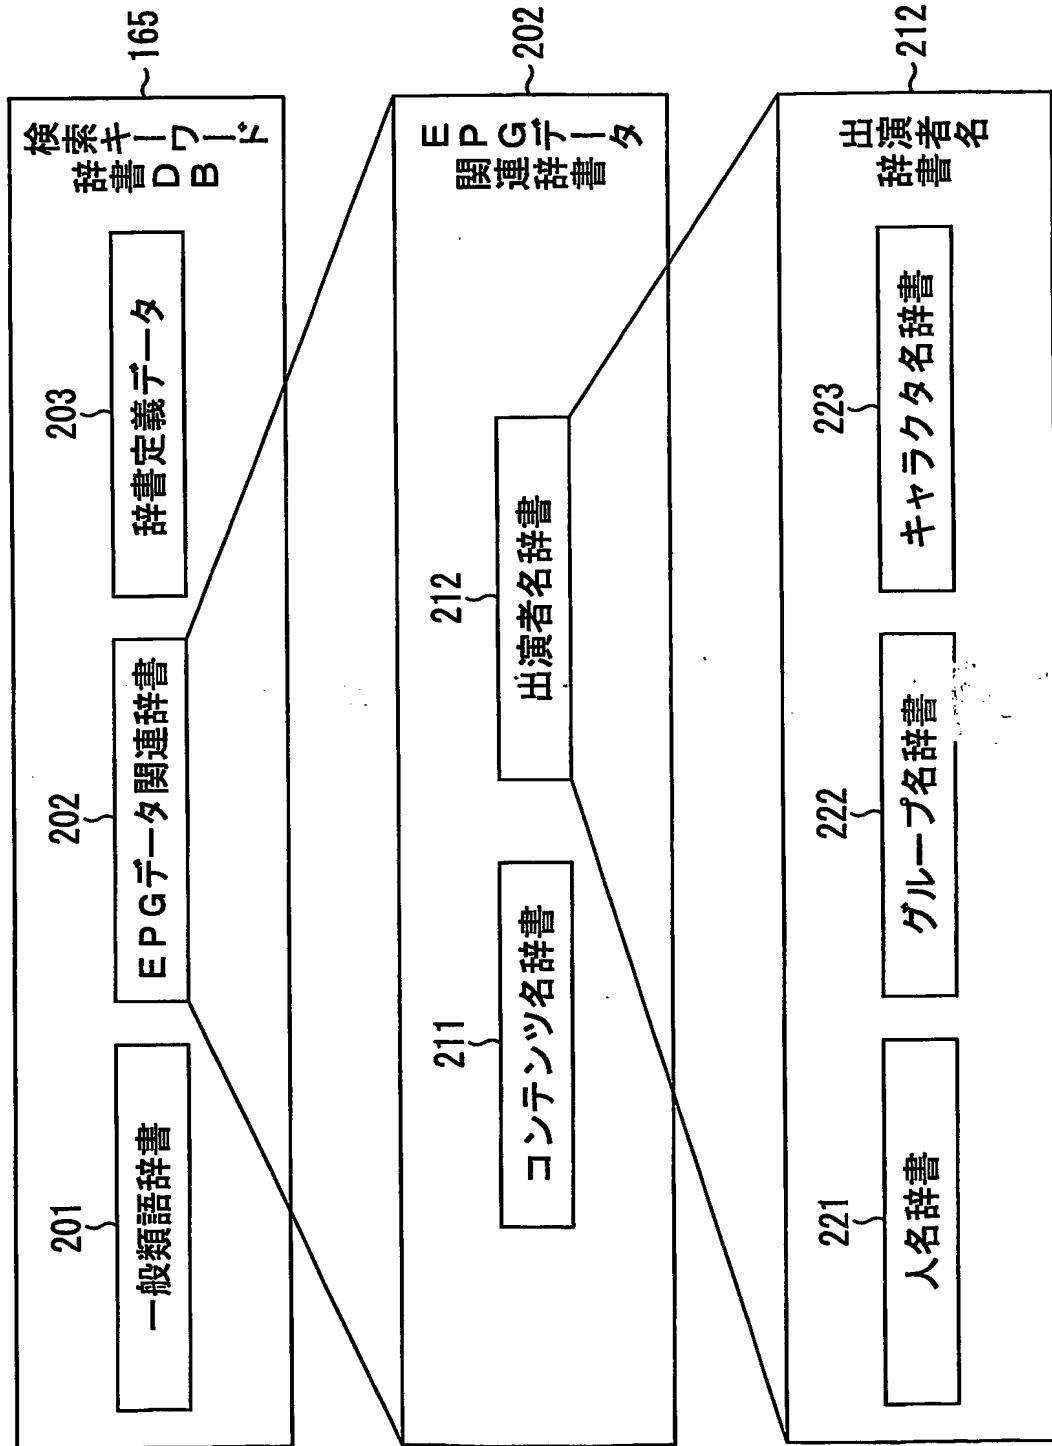 検索キーワード
辞書DB
~165
201
一般類語辞書
202
EPGデータ関連辞書
203
辞書定義データ
EPGデータ
関連辞書
~202
211
コンテンツ名辞書
212
出演者名辞書
出演者名
辞書
~212
221
人名辞書
222
グループ名辞書
223
キャラクタ名辞書